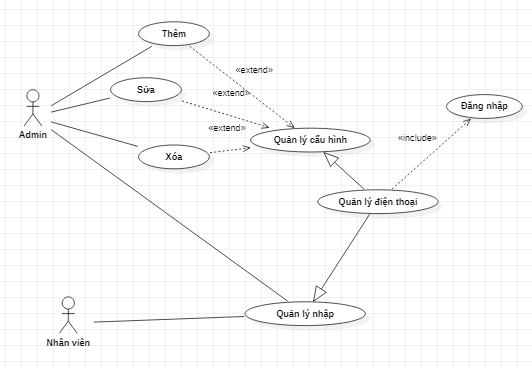 Thêm
«extend»
Sửa
«extend»
Admin
Đăng nhập
«extend»
Quản lý cấu hình
«include»
Xóa
Quản lý điện thoại
Quản lý nhập
Nhân viên